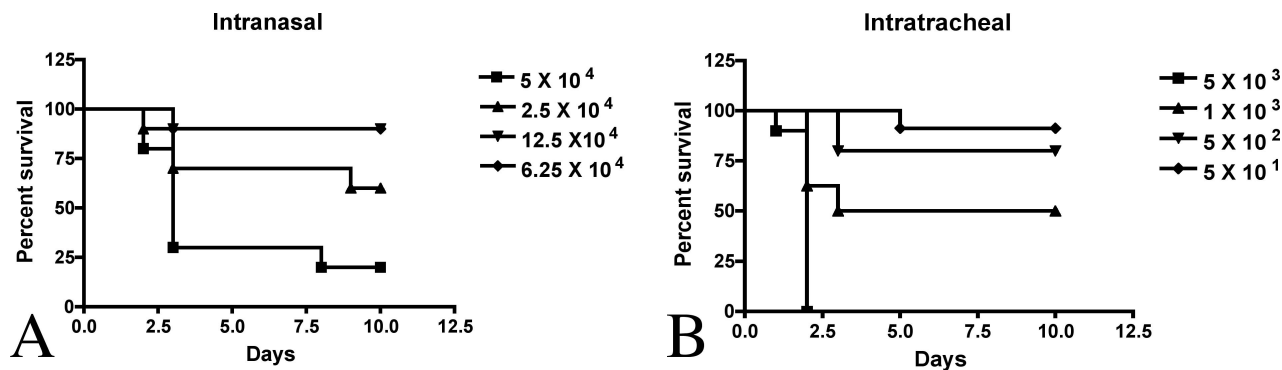 Intranasal
125
100
75
50
25
0
Percent survival
0.0 2.5 5.0 7.5 10.0 12.5
Days
5 X 10 4
2.5 X 10 4
12.5 X10 4
6.25 X 10 4
A
Intratracheal
125
100
75
50
25
0
Percent survival
0.0 2.5 5.0 7.5 10.0 12.5
Days
5 X 10 3
1 X 10 3
5 X 10 2
5 X 10 1
B